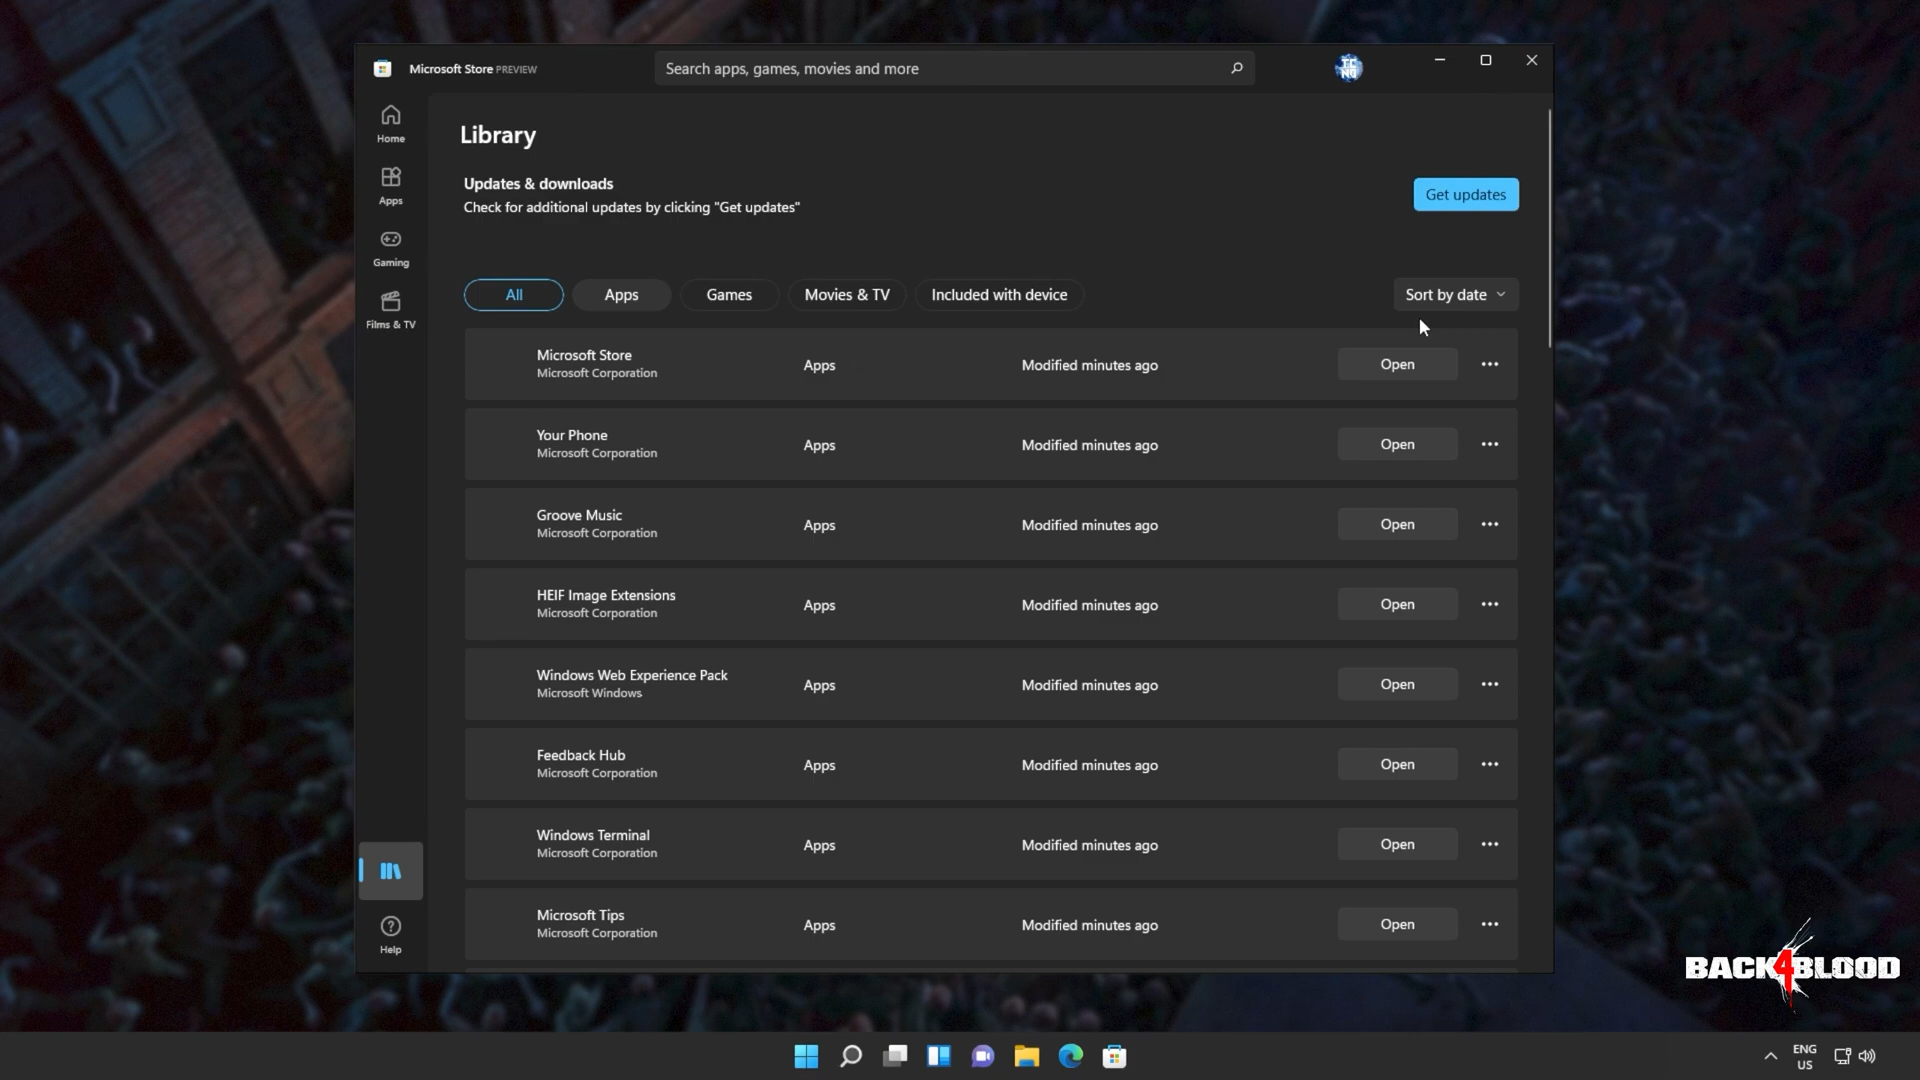 Microsoft Store PREVIEW
Search apps, games, movies and more
TC
NO
Home
Apps
Gaming
Films & TV
Help
Library
Updates & downloads
Check for additional updates by clicking "Get updates"
Get updates
All Apps Games Movies & TV Included with device Sort by date
Microsoft Store
Microsoft Corporation
Apps
Modified minutes ago
Open
Your Phone
Microsoft Corporation
Apps
Modified minutes ago
Open
Groove Music
Microsoft Corporation
Apps
Modified minutes ago
Open
HEIF Image Extensions
Microsoft Corporation
Apps
Modified minutes ago
Open
Windows Web Experience Pack
Microsoft Windows
Apps
Modified minutes ago
Open
Feedback Hub
Microsoft Corporation
Apps
Modified minutes ago
Open
Windows Terminal
Microsoft Corporation
Apps
Modified minutes ago
Open
Microsoft Tips
Microsoft Corporation
Apps
Modified minutes ago
Open
BACK4BLOOD
ENG
US